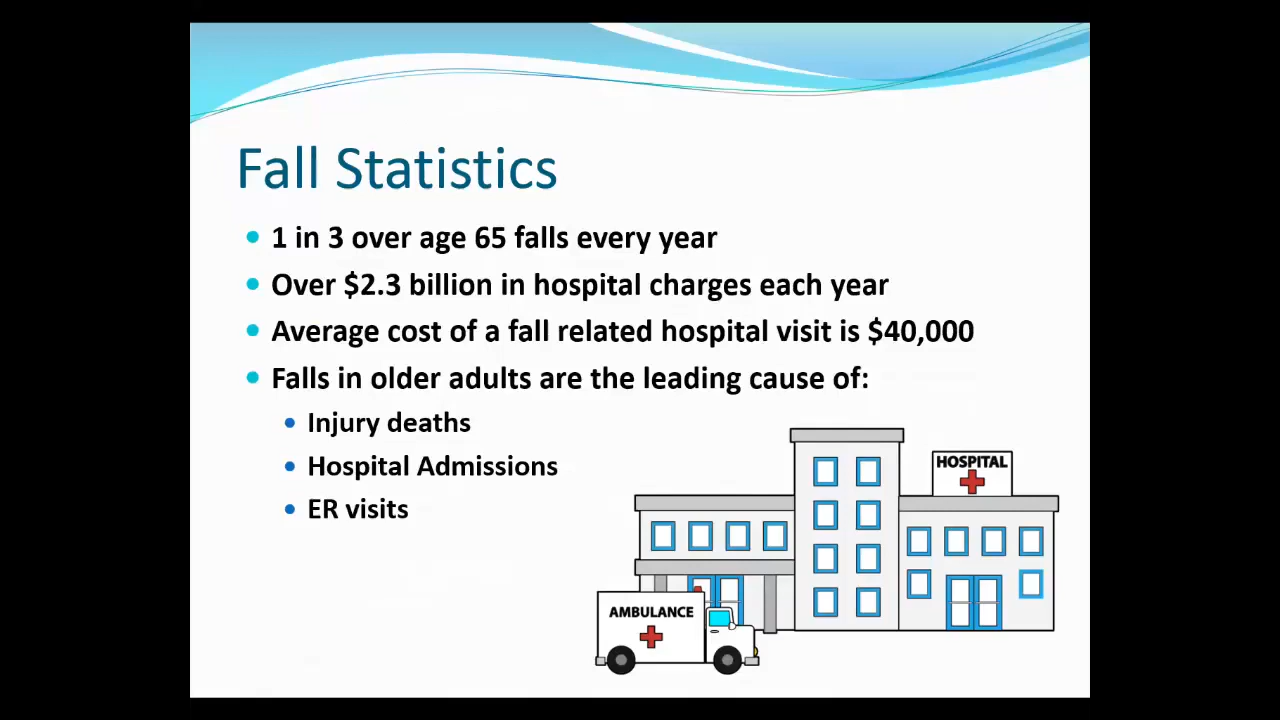 Fall Statistics
1 in 3 over age 65 falls every year
Over $2.3 billion in hospital charges each year
Average cost of a fall related hospital visit is $40,000
Falls in older adults are the leading cause of:
Injury deaths
Hospital Admissions
ER visits
HOSPITAL
AMBULANCE